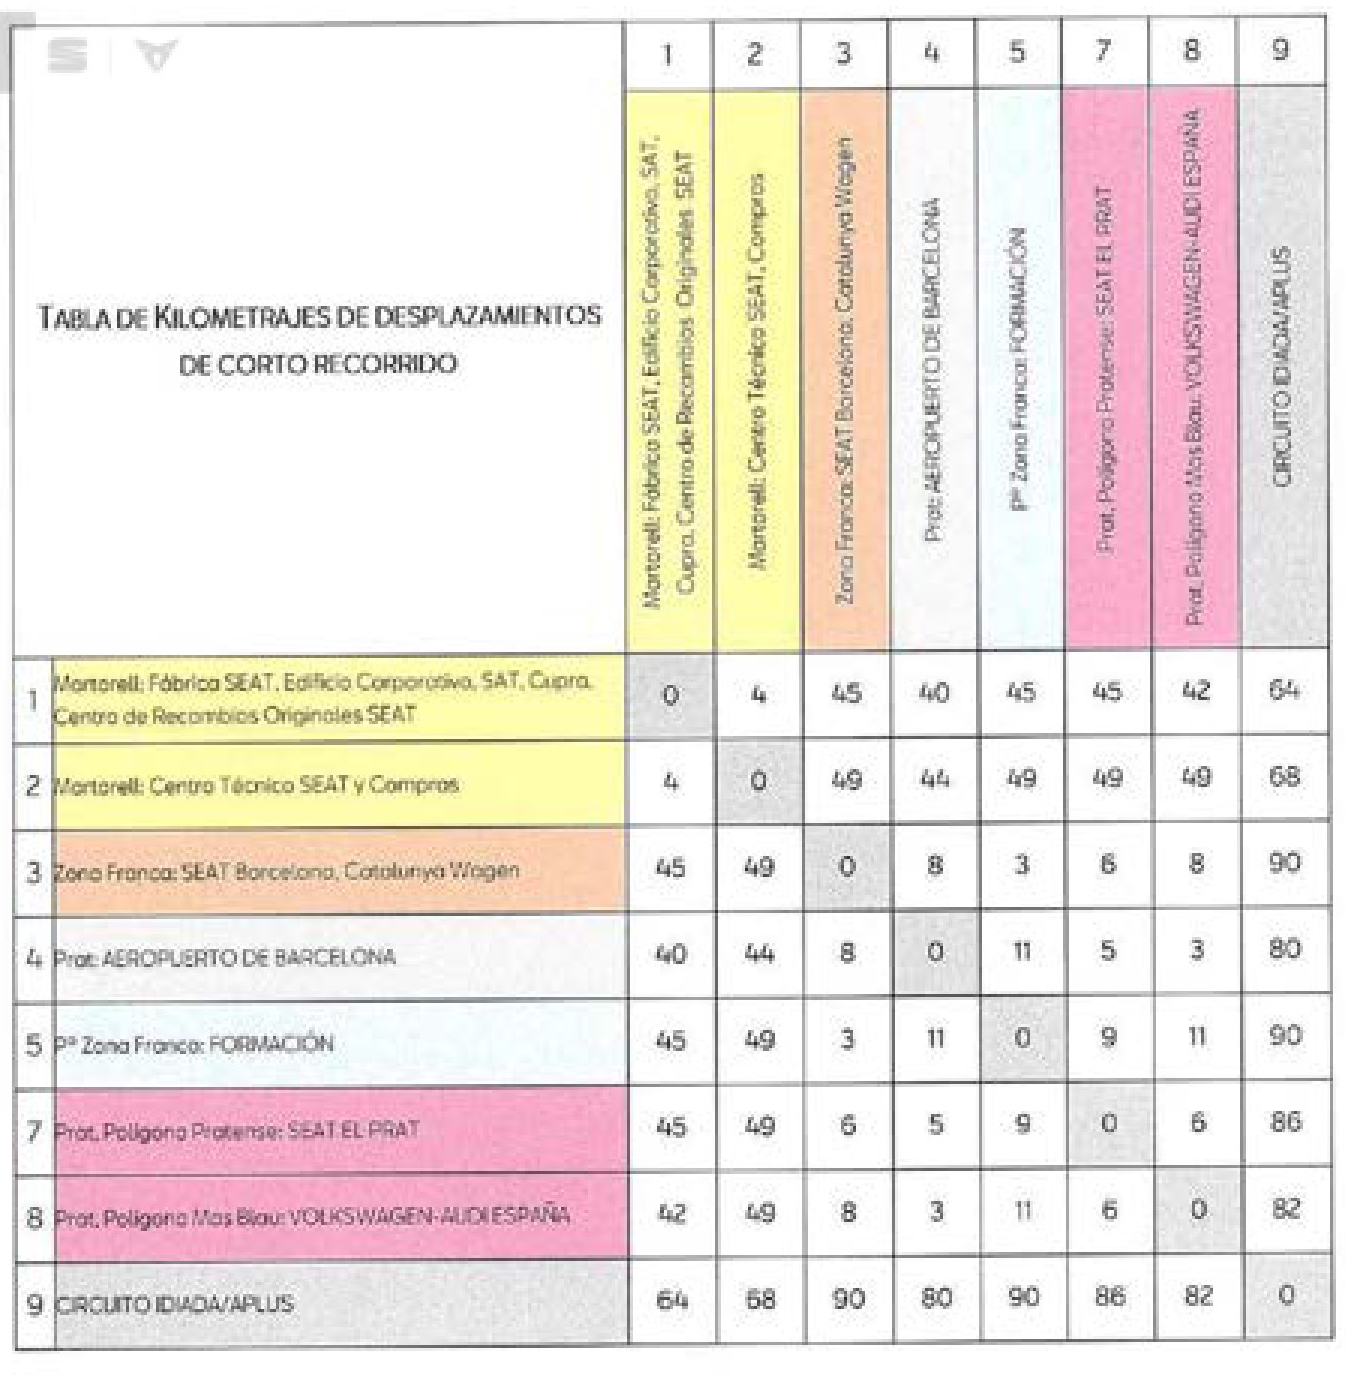 1 2 3 4 5 7 8 9
Martorell: Fábrica SEAT, Edificio Corporativo, SAT,
Cupra, Centro de Recambios Originales SEAT
Martorell: Centro Técnico SEAT, Compras
Zona Franca: SEAT Barcelona, Catalunya Wagen
Prat: AEROPUERTO DE BARCELONA
Pº Zona Franca: FORMACIÓN
Prat, Polígono Pratense: SEAT EL PRAT
Prat, Polígono Mas Blau: VOLKSWAGEN-AUDI ESPAÑA
CIRCUITO IDIADA/APLUS
TABLA DE KILOMETRAJES DE DESPLAZAMIENTOS
DE CORTO RECORRIDO
1 Martorell: Fábrica SEAT, Edificio Corporativo, SAT, Cupra,
Centro de Recambios Originales SEAT 0 4 45 40 45 45 42 64
2 Martorell: Centro Técnico SEAT y Compras 4 0 49 44 49 49 49 68
3 Zona Franca: SEAT Barcelona, Catalunya Wagen 45 49 0 8 3 6 8 90
4 Prat: AEROPUERTO DE BARCELONA 40 44 8 0 11 5 3 80
5 Pº Zona Franca: FORMACIÓN 45 49 3 11 0 9 11 90
7 Prat, Polígono Pratense: SEAT EL PRAT 45 49 6 5 9 0 6 86
8 Prat, Polígono Mas Blau: VOLKSWAGEN-AUDI ESPAÑA 42 49 8 3 11 6 0 82
9 CIRCUITO IDIADA/APLUS 64 68 90 80 90 86 82 0